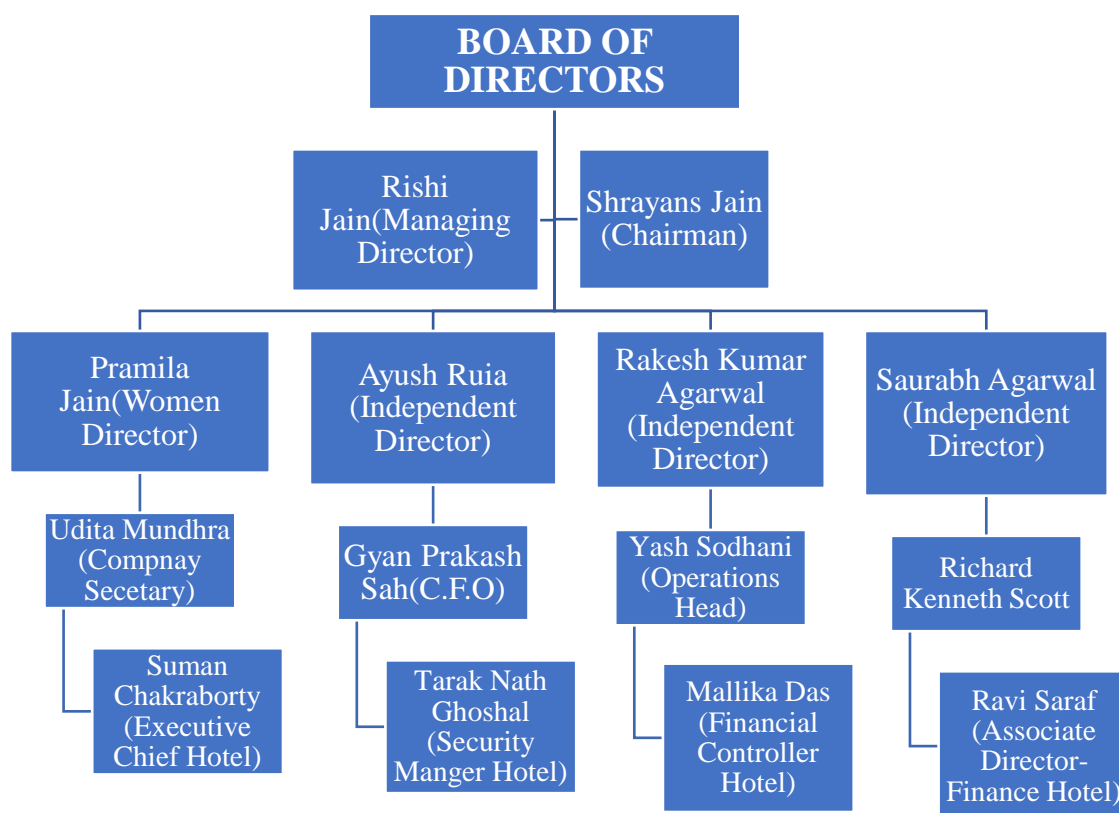 BOARD OF
DIRECTORS
Rishi
Jain(Managing
Director)
Shrayans Jain
(Chairman)
Pramila
Jain(Women
Director)
Ayush Ruia
(Independent
Director)
Rakesh Kumar
Agarwal
(Independent
Director)
Saurabh Agarwal
(Independent
Director)
Udita Mundhra
(Compnay
Secetary)
Gyan Prakash
Sah(C.F.O)
Yash Sodhani
(Operations
Head)
Richard
Kenneth Scott
Suman
Chakraborty
(Executive
Chief Hotel)
Tarak Nath
Ghoshal
(Security
Manger Hotel)
Mallika Das
(Financial
Controller
Hotel)
Ravi Saraf
(Associate
Director-
Finance Hotel)